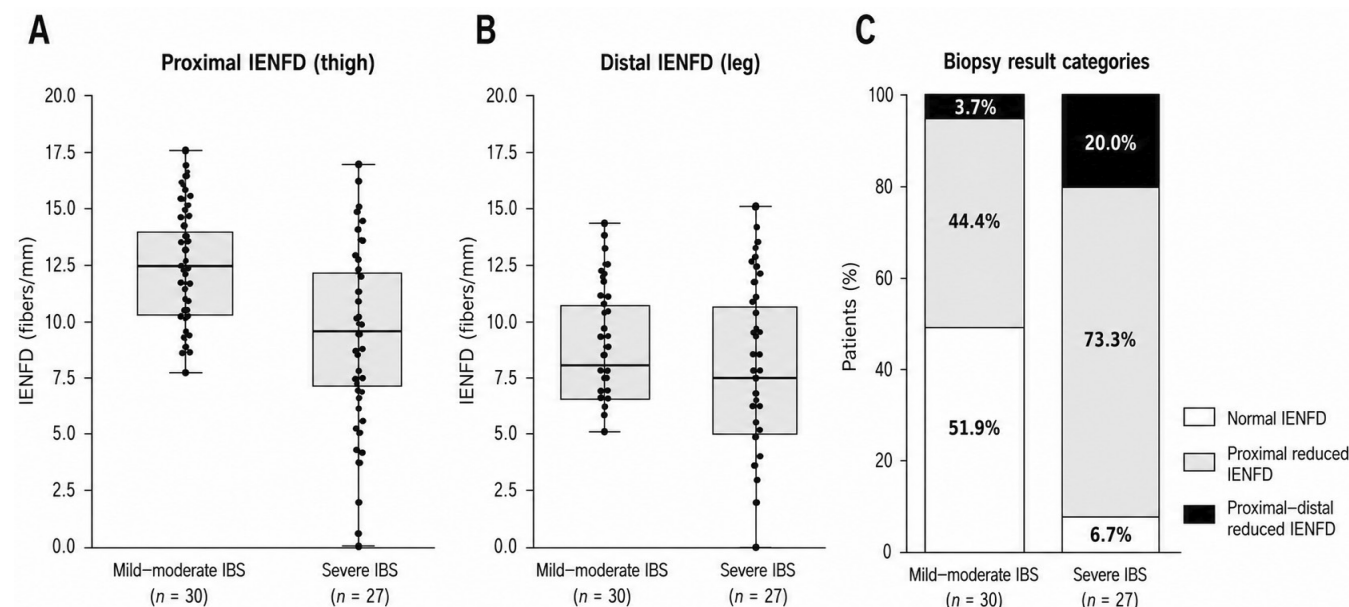 A
Proximal IENFD (thigh)
IENFD (fibers/mm)
20.0
17.5
15.0
12.5
10.0
7.5
5.0
2.5
0.0
Mild–moderate IBS
(n = 30)
Severe IBS
(n = 27)
B
Distal IENFD (leg)
IENFD (fibers/mm)
20.0
17.5
15.0
12.5
10.0
7.5
5.0
2.5
0.0
Mild–moderate IBS
(n = 30)
Severe IBS
(n = 27)
C
Biopsy result categories
Patients (%)
100
80
60
40
20
0
3.7%
44.4%
51.9%
20.0%
73.3%
6.7%
Mild–moderate IBS
(n = 30)
Severe IBS
(n = 27)
Normal IENFD
Proximal reduced
IENFD
Proximal–distal
reduced IENFD